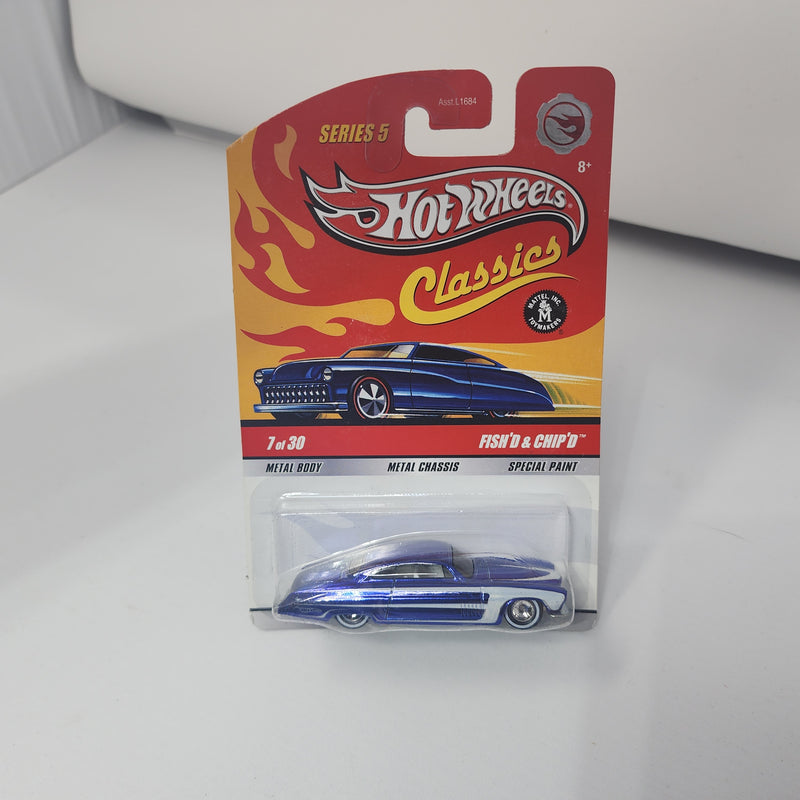 Asst.L1684
SERIES 5
8+
HOT WHEELS®
Classics
MATTEL, INC.
M
TOYMAKERS
7 of 30
FISH'D & CHIP'D™
METAL BODY METAL CHASSIS SPECIAL PAINT